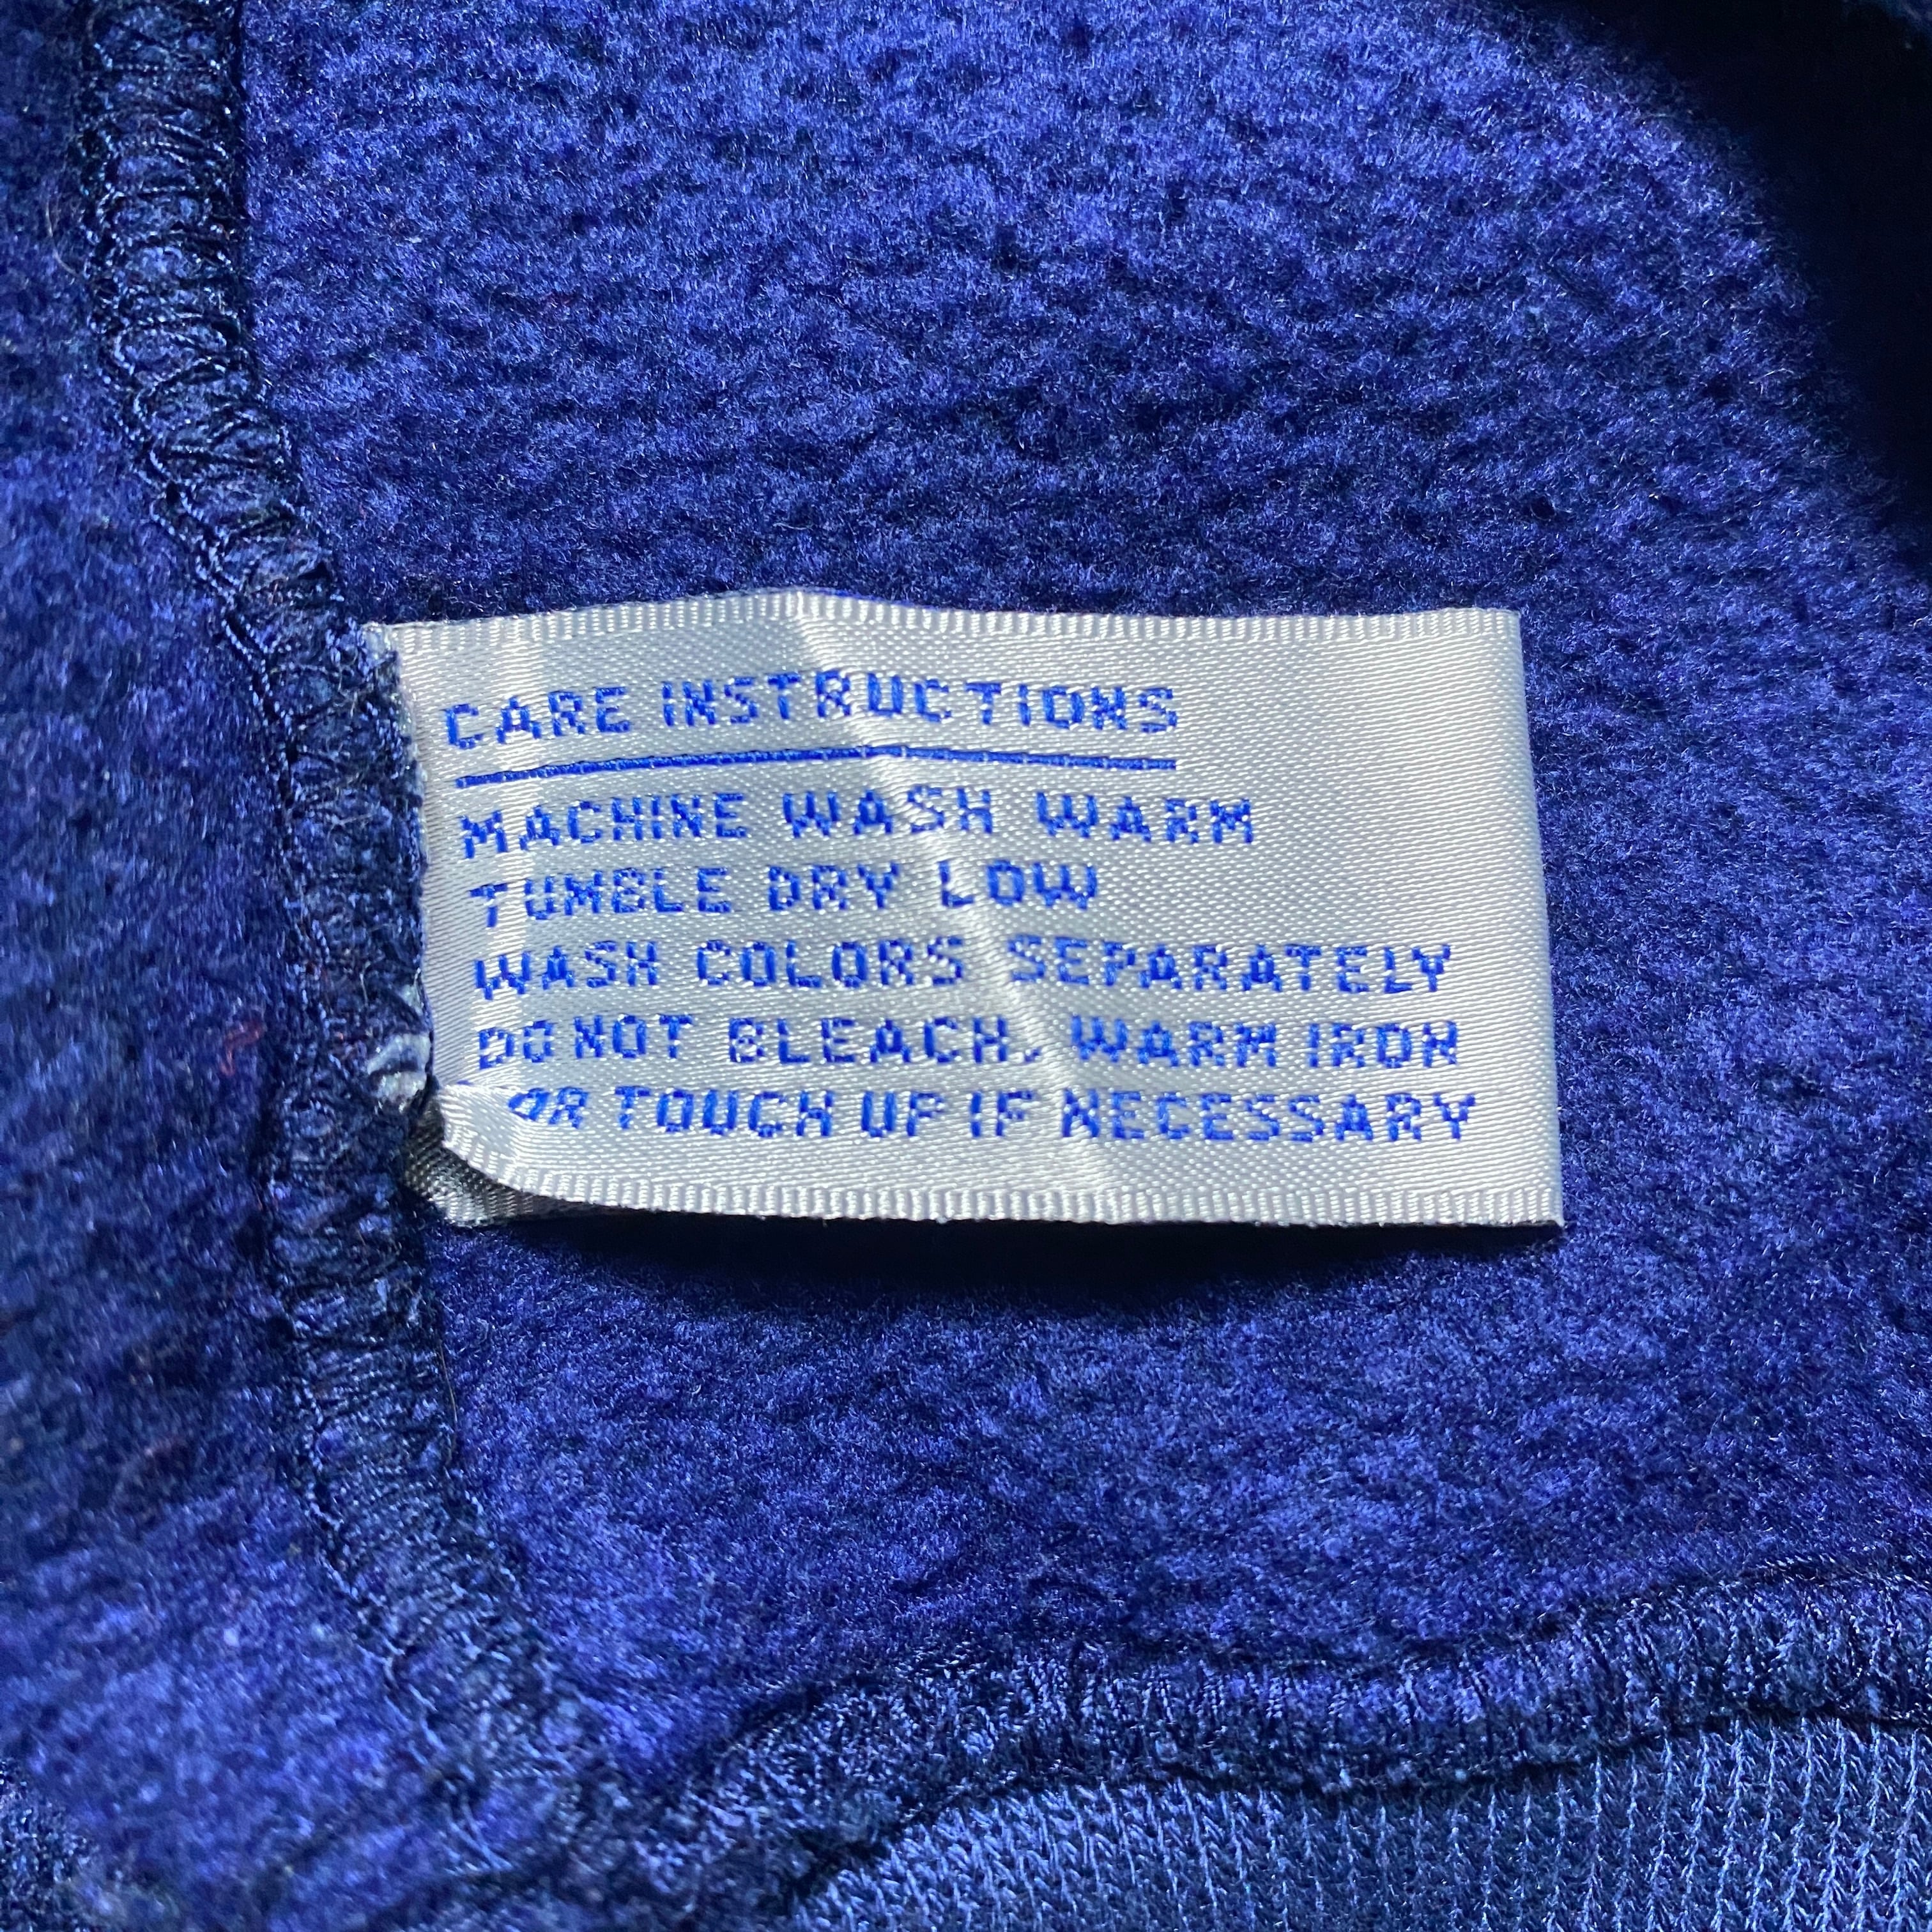 CARE INSTRUCTIONS
MACHINE WASH WARM
TUMBLE DRY LOW
WASH COLORS SEPARATELY
DO NOT BLEACH. WARM IRON
OR TOUCH UP IF NECESSARY